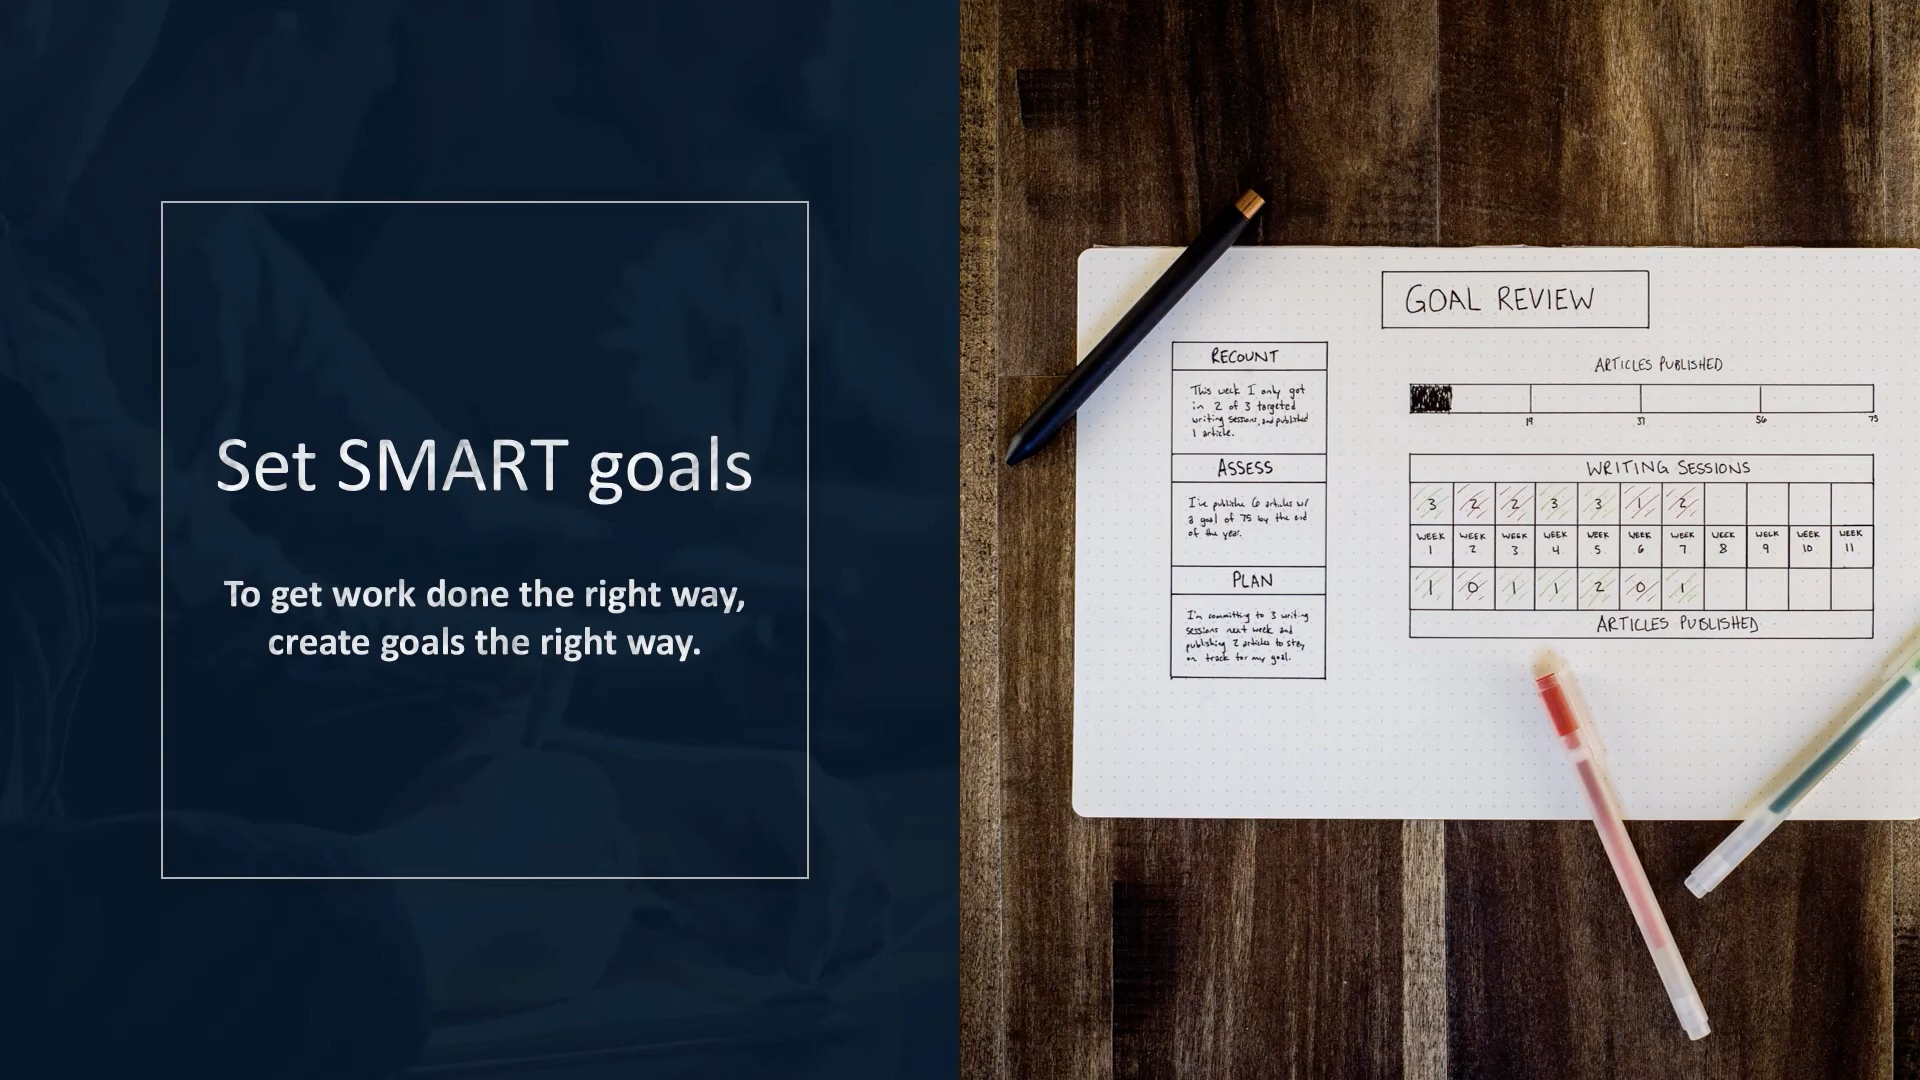 Set SMART goals
To get work done the right way,
create goals the right way.
GOAL REVIEW
RECOUNT
This week I only got
in 2 of 3 targeted
writing sessions, and published
1 article.
ASSESS
I've publishe 6 articles w/
a goal of 75 by the end
of the year.
PLAN
I'm committing to 3 writing
sessions next week and
publishing 2 articles to stay
on track for my goal.
ARTICLES PUBLISHED
19 37 56 75
WRITING SESSIONS
3 2 2 3 3 1 2
WEEK WEEK WEEK WEEK WEEK WEEK WEEK WEEK WEEK WEEK WEEK
1 2 3 4 5 6 7 8 9 10 11
1 0 1 1 2 0 1
ARTICLES PUBLISHED